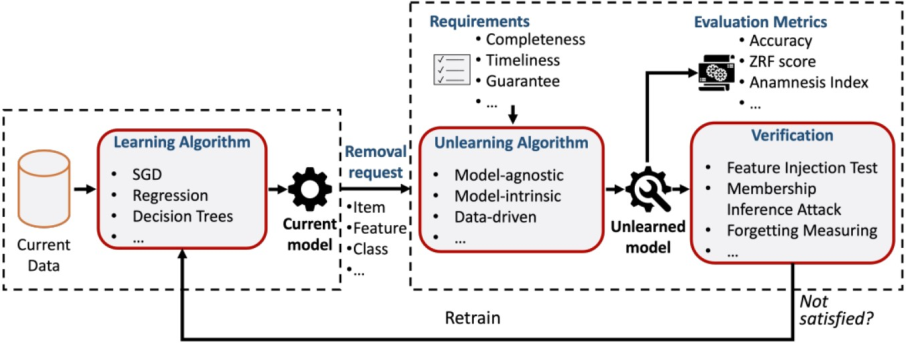 Requirements
• Completeness
• Timeliness
• Guarantee
• ...
Evaluation Metrics
• Accuracy
• ZRF score
• Anamnesis Index
• ...
Current
Data
Learning Algorithm
• SGD
• Regression
• Decision Trees
• ...
Current
model
Removal
request
•Item
•Feature
•Class
•...
Unlearning Algorithm
• Model-agnostic
• Model-intrinsic
• Data-driven
• ...
Unlearned
model
Verification
• Feature Injection Test
• Membership
Inference Attack
• Forgetting Measuring
• ...
Not
satisfied?
Retrain